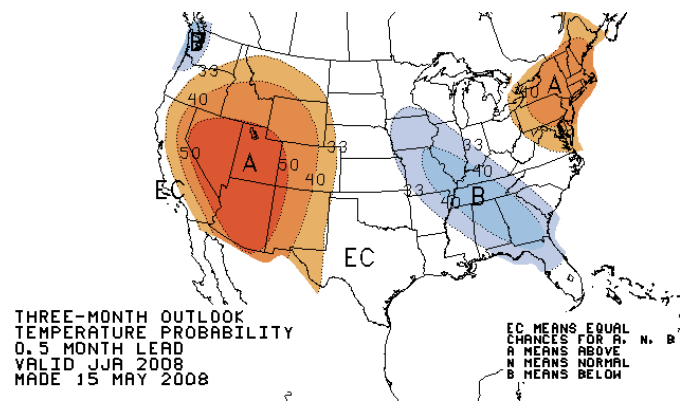 B
33
40
50
A
50
40
33
EC
EC
33
40
B
40
33
40
A
THREE-MONTH OUTLOOK
TEMPERATURE PROBABILITY
0.5 MONTH LEAD
VALID JJA 2008
MADE 15 MAY 2008
EC MEANS EQUAL
CHANCES FOR A, N, B
A MEANS ABOVE
N MEANS NORMAL
B MEANS BELOW